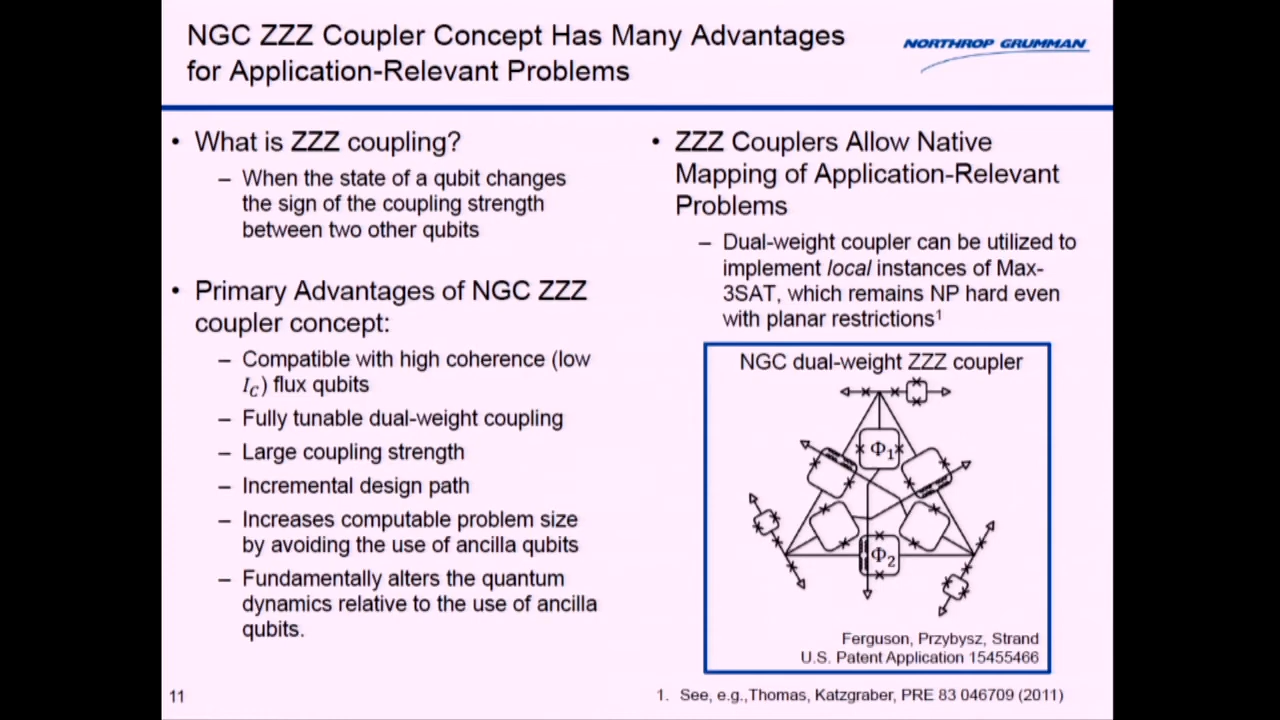 NGC ZZZ Coupler Concept Has Many Advantages
for Application-Relevant Problems
NORTHROP GRUMMAN
• What is ZZZ coupling?
– When the state of a qubit changes
the sign of the coupling strength
between two other qubits
• Primary Advantages of NGC ZZZ
coupler concept:
– Compatible with high coherence (low
I_C) flux qubits
– Fully tunable dual-weight coupling
– Large coupling strength
– Incremental design path
– Increases computable problem size
by avoiding the use of ancilla qubits
– Fundamentally alters the quantum
dynamics relative to the use of ancilla
qubits.
• ZZZ Couplers Allow Native
Mapping of Application-Relevant
Problems
– Dual-weight coupler can be utilized to
implement local instances of Max-
3SAT, which remains NP hard even
with planar restrictions¹
NGC dual-weight ZZZ coupler
Φ₁
Φ₂
Ferguson, Przybysz, Strand
U.S. Patent Application 15455466
11
1. See, e.g.,Thomas, Katzgraber, PRE 83 046709 (2011)